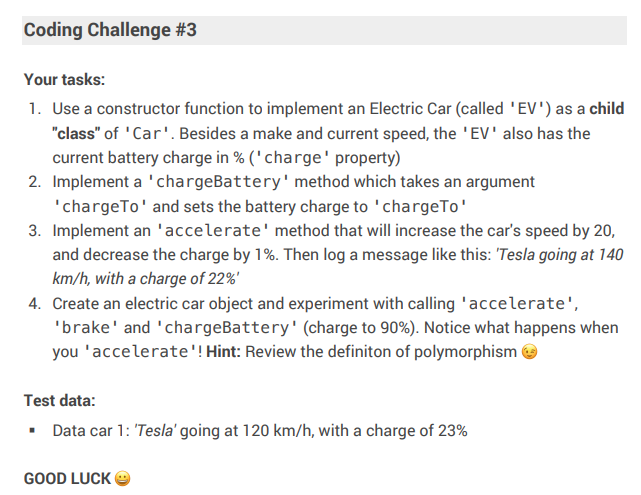 Coding Challenge #3
Your tasks:
1. Use a constructor function to implement an Electric Car (called 'EV') as a child
"class" of 'Car'. Besides a make and current speed, the 'EV' also has the
current battery charge in % ('charge' property)
2. Implement a 'chargeBattery' method which takes an argument
'chargeTo' and sets the battery charge to 'chargeTo'
3. Implement an 'accelerate' method that will increase the car's speed by 20,
and decrease the charge by 1%. Then log a message like this: 'Tesla going at 140
km/h, with a charge of 22%'
4. Create an electric car object and experiment with calling 'accelerate',
'brake' and 'chargeBattery' (charge to 90%). Notice what happens when
you 'accelerate'! Hint: Review the definiton of polymorphism 😉
Test data:
▪ Data car 1: 'Tesla' going at 120 km/h, with a charge of 23%
GOOD LUCK 😀